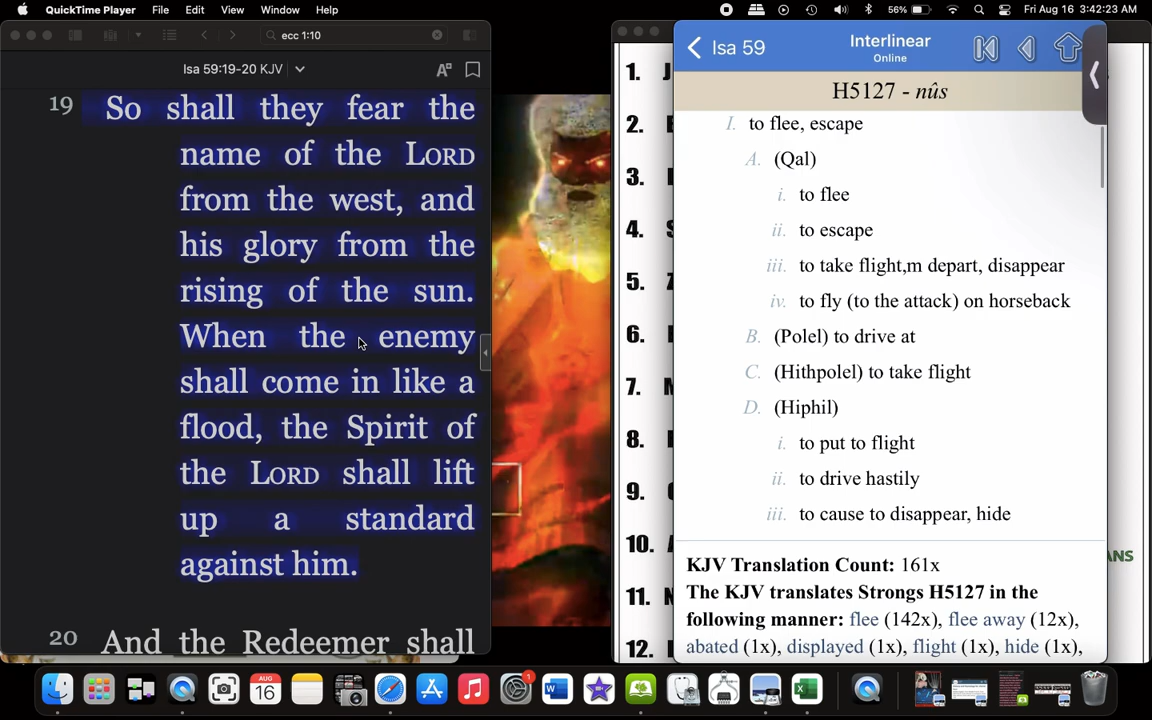 QuickTime Player File Edit View Window Help
56% Fri Aug 16 3:42:23 AM
ecc 1:10
Isa 59:19-20 KJV
19 So shall they fear the
name of the LORD
from the west, and
his glory from the
rising of the sun.
When the enemy
shall come in like a
flood, the Spirit of
the LORD shall lift
up a standard
against him.
20 And the Redeemer shall
1. J
2.
3.
4. S
5. Z
6.
7.
8.
9.
10.
11.
12.
ANS
Isa 59
Interlinear
Online
H5127 - nûs
I. to flee, escape
A. (Qal)
i. to flee
ii. to escape
iii. to take flight,m depart, disappear
iv. to fly (to the attack) on horseback
B. (Polel) to drive at
C. (Hithpolel) to take flight
D. (Hiphil)
i. to put to flight
ii. to drive hastily
iii. to cause to disappear, hide
KJV Translation Count: 161x
The KJV translates Strongs H5127 in the
following manner: flee (142x), flee away (12x),
abated (1x), displayed (1x), flight (1x), hide (1x),
AUG
16
1